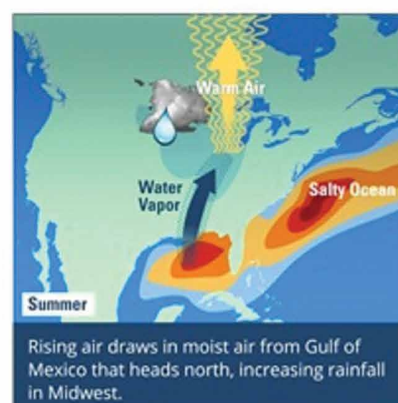 Warm Air
Water
Vapor
Salty Ocean
Summer
Rising air draws in moist air from Gulf of
Mexico that heads north, increasing rainfall
in Midwest.